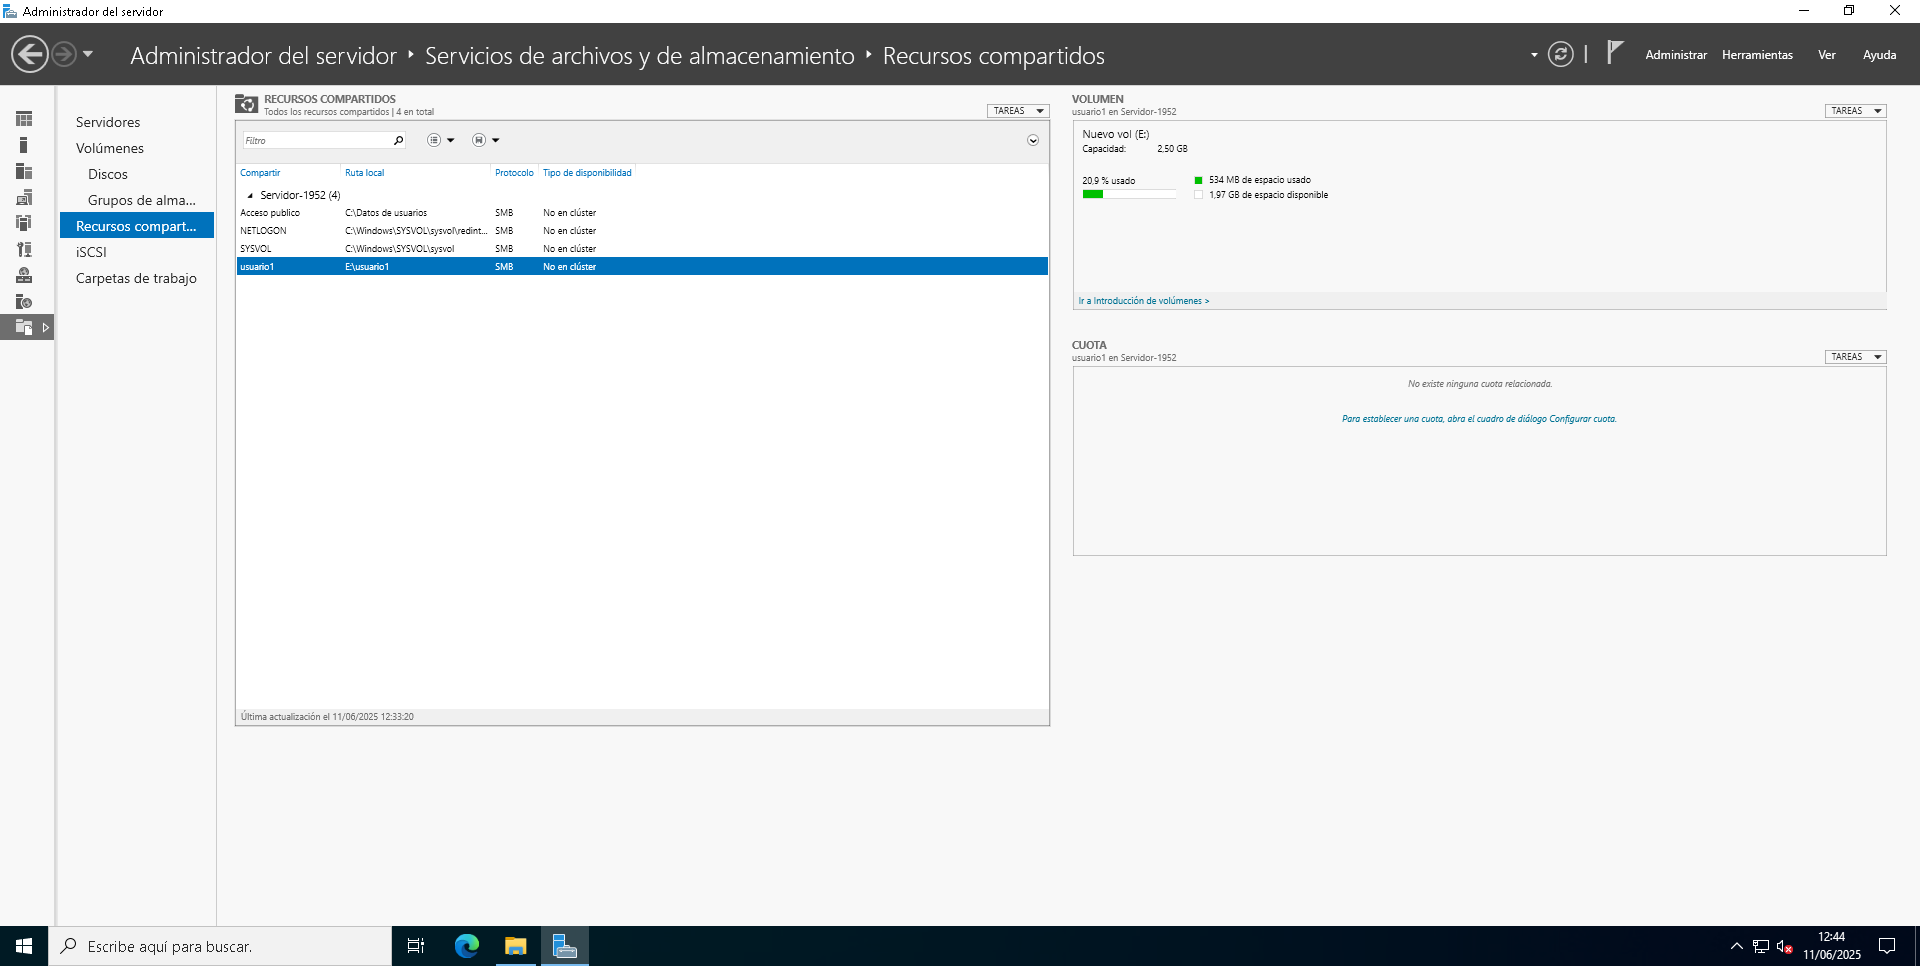 Administrador del servidor
Administrador del servidor ‣ Servicios de archivos y de almacenamiento ‣ Recursos compartidos
Administrar Herramientas Ver Ayuda
Servidores
Volúmenes
Discos
Grupos de alma...
Recursos compart...
iSCSI
Carpetas de trabajo
RECURSOS COMPARTIDOS
Todos los recursos compartidos | 4 en total
TAREAS
Filtro
Compartir Ruta local Protocolo Tipo de disponibilidad
Servidor-1952 (4)
Acceso publico C:\Datos de usuarios SMB No en clúster
NETLOGON C:\Windows\SYSVOL\sysvol\redint... SMB No en clúster
SYSVOL C:\Windows\SYSVOL\sysvol SMB No en clúster
usuario1 E:\usuario1 SMB No en clúster
Última actualización el 11/06/2025 12:33:20
VOLUMEN
usuario1 en Servidor-1952
TAREAS
Nuevo vol (E:)
Capacidad: 2,50 GB
20,9 % usado
534 MB de espacio usado
1,97 GB de espacio disponible
Ir a Introducción de volúmenes >
CUOTA
usuario1 en Servidor-1952
TAREAS
No existe ninguna cuota relacionada.
Para establecer una cuota, abra el cuadro de diálogo Configurar cuota.
Escribe aquí para buscar.
12:44
11/06/2025